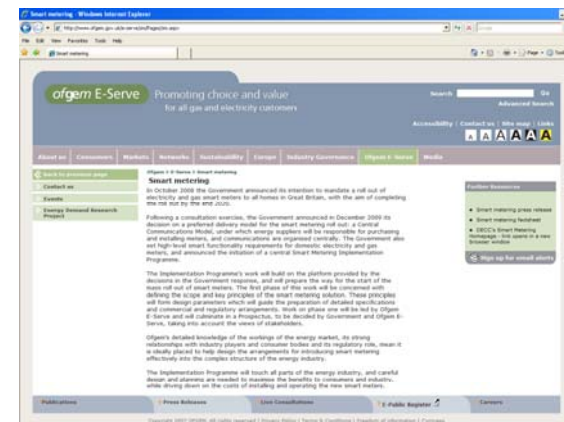 Smart metering - Windows Internet Explorer
File Edit View Favorites Tools Help
Smart metering
Page
ofgem E-Serve
Promoting choice and value
for all gas and electricity customers
Search
Go
Advanced Search
Accessibility | Contact us | Site map | Links
A A A A A A
About us
Consumers
Markets
Networks
Sustainability
Europe
Industry Governance
Ofgem E-Serve
Media
Back to previous page
Contact us
Events
Energy Demand Research
Project
Ofgem > E-Serve > Smart metering
Smart metering
In October 2008 the Government announced its intention to mandate a roll out of
electricity and gas smart meters to all homes in Great Britain, with the aim of completing
the roll out by the end 2020.
Following a consultation exercise, the Government announced in December 2009 its
decision on a preferred delivery model for the smart metering roll out: a Central
Communications Model, under which energy suppliers will be responsible for purchasing
and installing meters, and communications are organised centrally. The Government also
set high-level smart functionality requirements for domestic electricity and gas
meters, and announced the initiation of a central Smart Metering Implementation
Programme.
The Implementation Programme's work will build on the platform provided by the
decisions in the Government response, and will prepare the way for the start of the
mass roll out of smart meters. The first phase of this work will be concerned with
defining the scope and key principles of the smart metering solution. These principles
will form design parameters which will guide the preparation of detailed specifications
and commercial and regulatory arrangements. Work on phase one will be led by Ofgem
E-Serve and will culminate in a Prospectus, to be decided by Government and Ofgem E-
Serve, taking into account the views of stakeholders.
Ofgem's detailed knowledge of the workings of the energy market, its strong
relationships with industry players and consumer bodies and its regulatory role, mean it
is ideally placed to help design the arrangements for introducing smart metering
effectively into the complex structure of the energy industry.
The Implementation Programme will touch all parts of the energy industry, and careful
design and planning are needed to maximise the benefits to consumers and industry,
while driving down on the costs of installing and operating the new smart meters.
Further Resources
Smart metering press release
Smart metering factsheet
DECC's Smart Metering
Homepage - link opens in a new
browser window
Sign up for email alerts
Publications
Press Releases
Live Consultations
E-Public Register
Careers